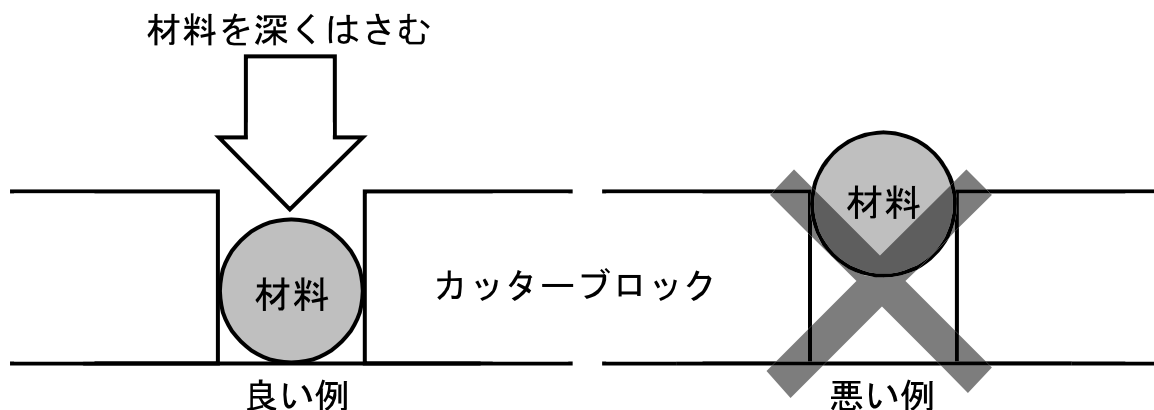 材料を深くはさむ
材料
材料
カッターブロック
良い例
悪い例